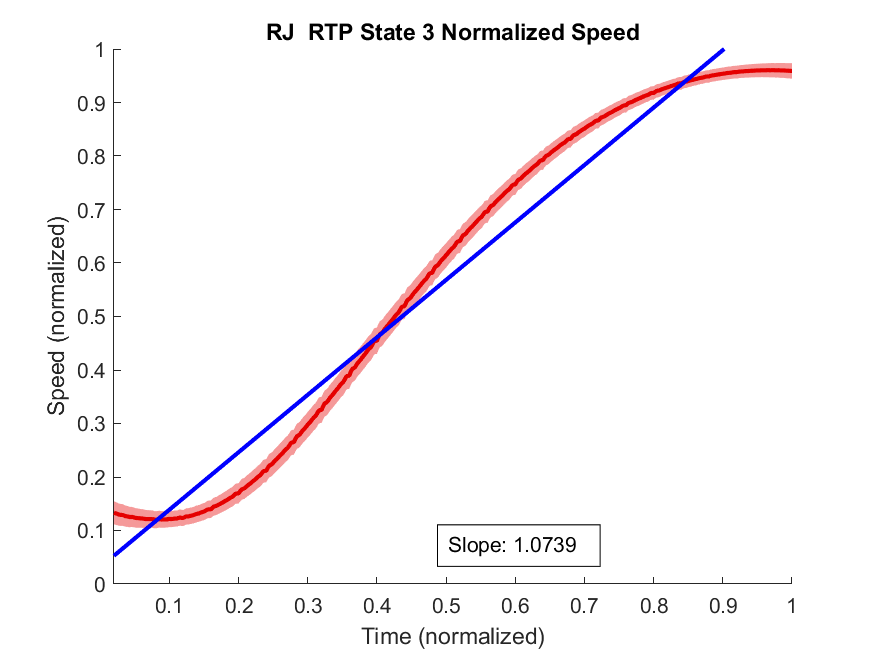 RJ  RTP State 3 Normalized Speed
1
0.9
0.8
0.7
0.6
0.5
0.4
0.3
0.2
0.1
0
Speed (normalized)
Slope: 1.0739
0.1 0.2 0.3 0.4 0.5 0.6 0.7 0.8 0.9 1
Time (normalized)